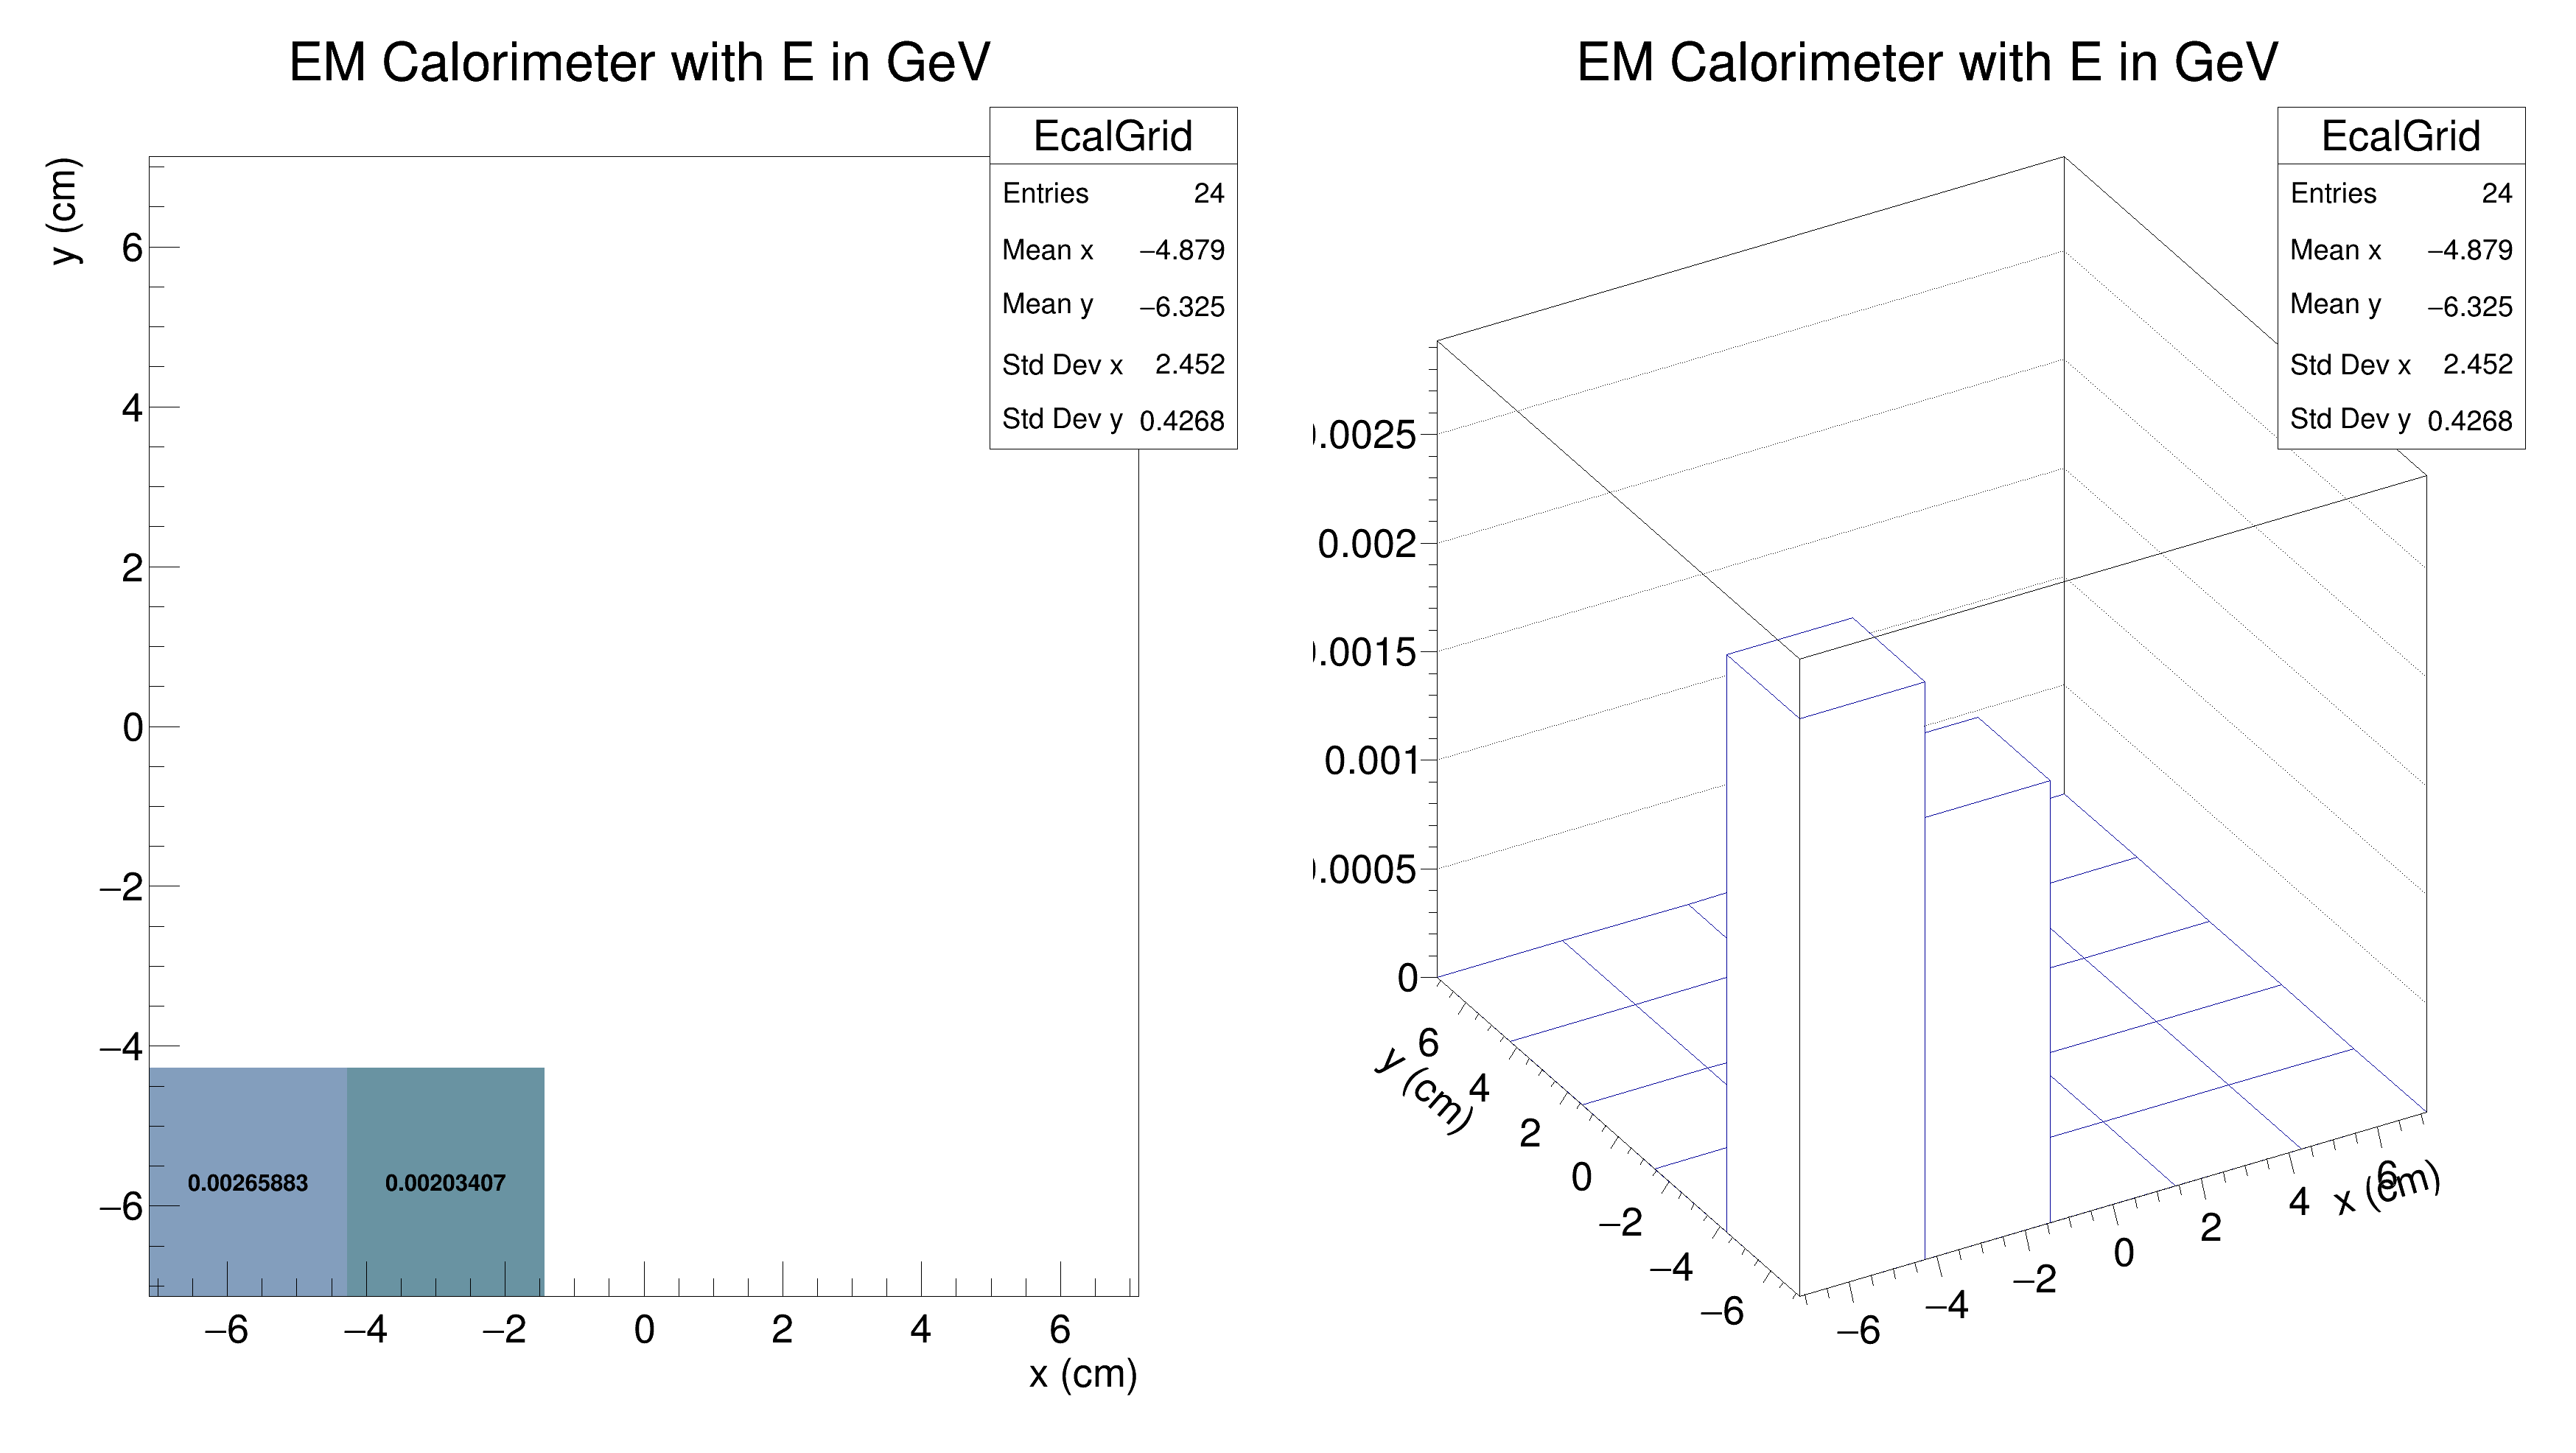 EM Calorimeter with E in GeV
EcalGrid
Entries 24
Mean x −4.879
Mean y −6.325
Std Dev x 2.452
Std Dev y 0.4268
y (cm)
6
4
2
0
−2
−4
−6
0.00265883 0.00203407
−6 −4 −2 0 2 4 6
x (cm)
EM Calorimeter with E in GeV
EcalGrid
Entries 24
Mean x −4.879
Mean y −6.325
Std Dev x 2.452
Std Dev y 0.4268
.0025
0.002
.0015
0.001
.0005
0
y (cm)
6
4
2
0
−2
−4
−6
−6 −4 −2 0 2 4 6
x (cm)